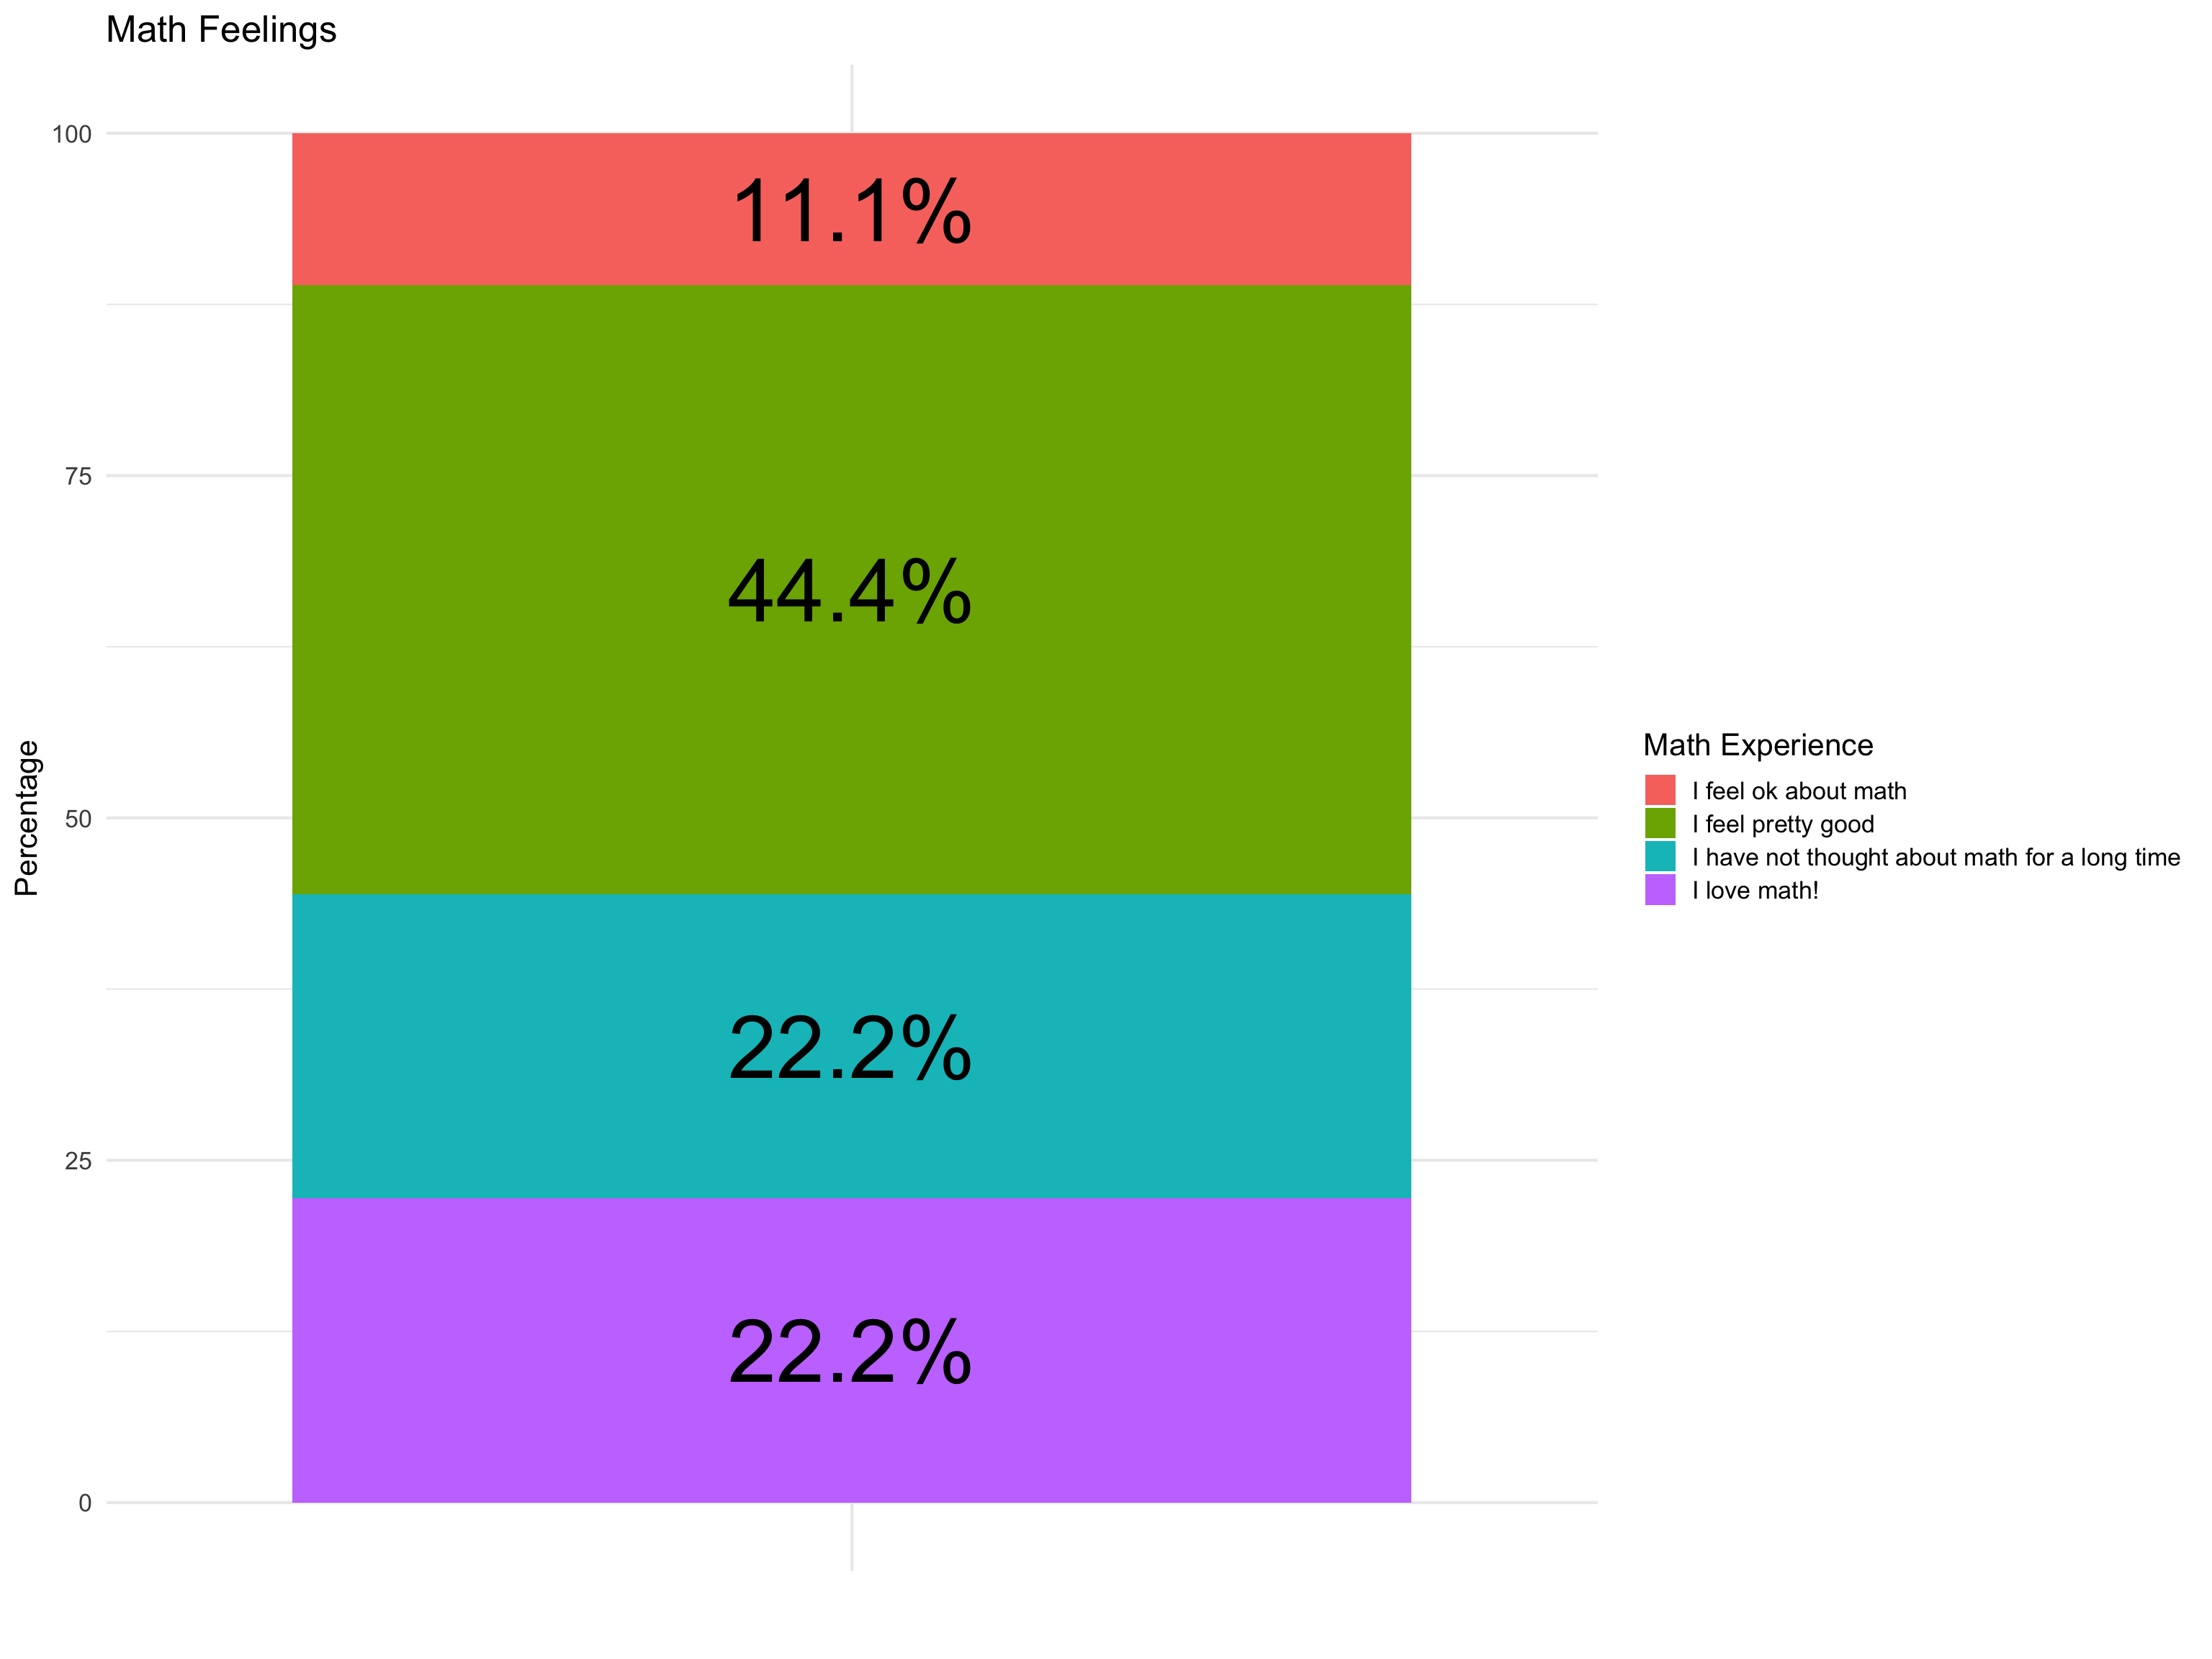 Math Feelings
100
75
50
25
0
Percentage
11.1%
44.4%
22.2%
22.2%
Math Experience
I feel ok about math
I feel pretty good
I have not thought about math for a long time
I love math!